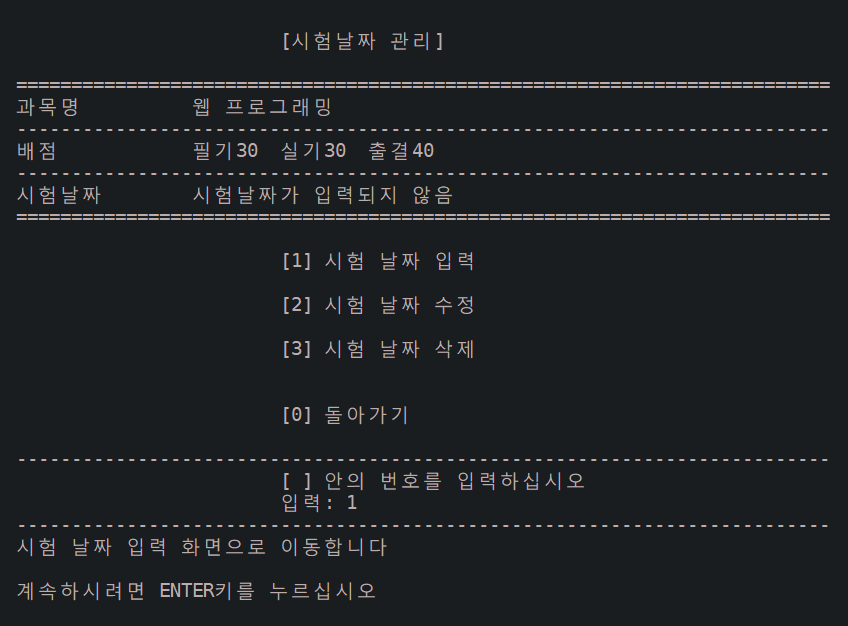 [시험날짜 관리]
==========================================================================
과목명 웹 프로그래밍
--------------------------------------------------------------------------
배점 필기30 실기30 출결40
--------------------------------------------------------------------------
시험날짜 시험날짜가 입력되지 않음
==========================================================================
[1] 시험 날짜 입력
[2] 시험 날짜 수정
[3] 시험 날짜 삭제
[0] 돌아가기
--------------------------------------------------------------------------
[ ] 안의 번호를 입력하십시오
입력: 1
--------------------------------------------------------------------------
시험 날짜 입력 화면으로 이동합니다
계속하시려면 ENTER키를 누르십시오